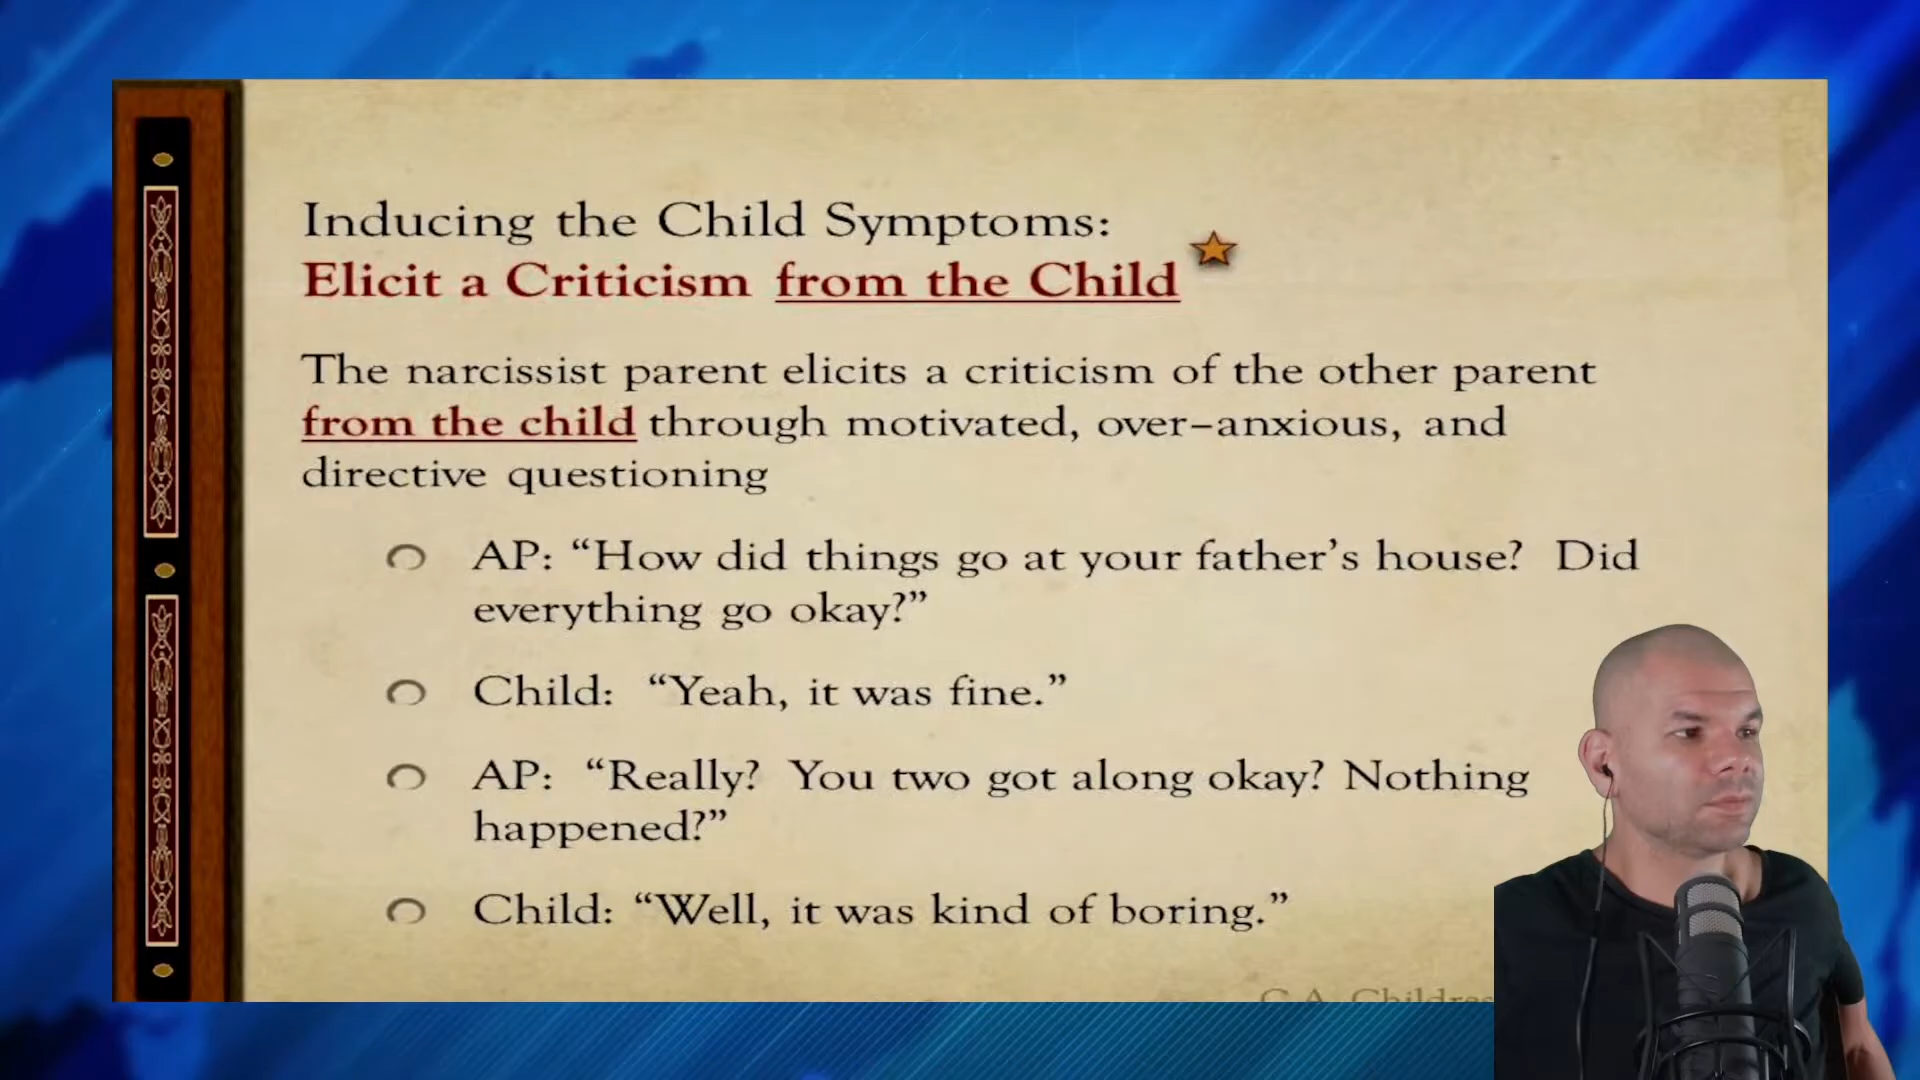 Inducing the Child Symptoms:
Elicit a Criticism from the Child
The narcissist parent elicits a criticism of the other parent
from the child through motivated, over-anxious, and
directive questioning
AP: “How did things go at your father’s house? Did
everything go okay?”
Child: “Yeah, it was fine.”
AP: “Really? You two got along okay? Nothing
happened?”
Child: “Well, it was kind of boring.”
C.A.